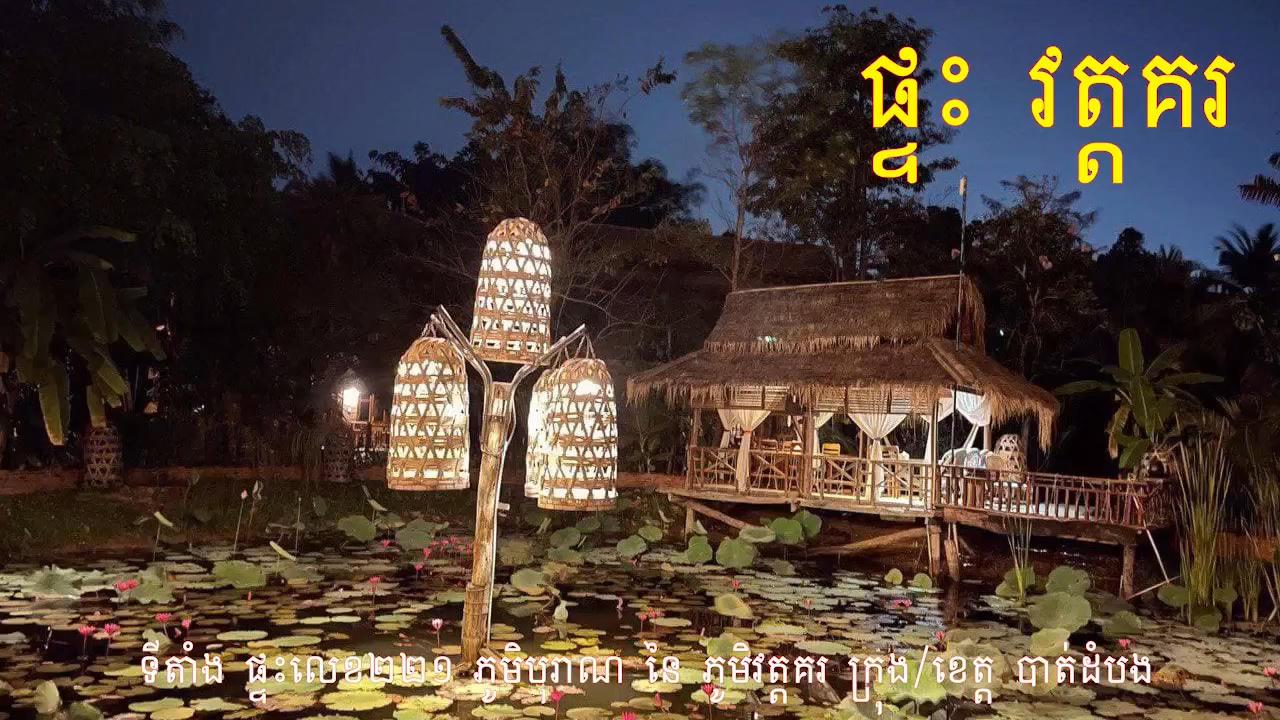 ផ្ទះ វត្តគរ
ទីតាំង ផ្ទះលេខ២២១ ភូមិបុរាណ នៃ ភូមិវត្តគរ ក្រុង/ខេត្ត បាត់ដំបង